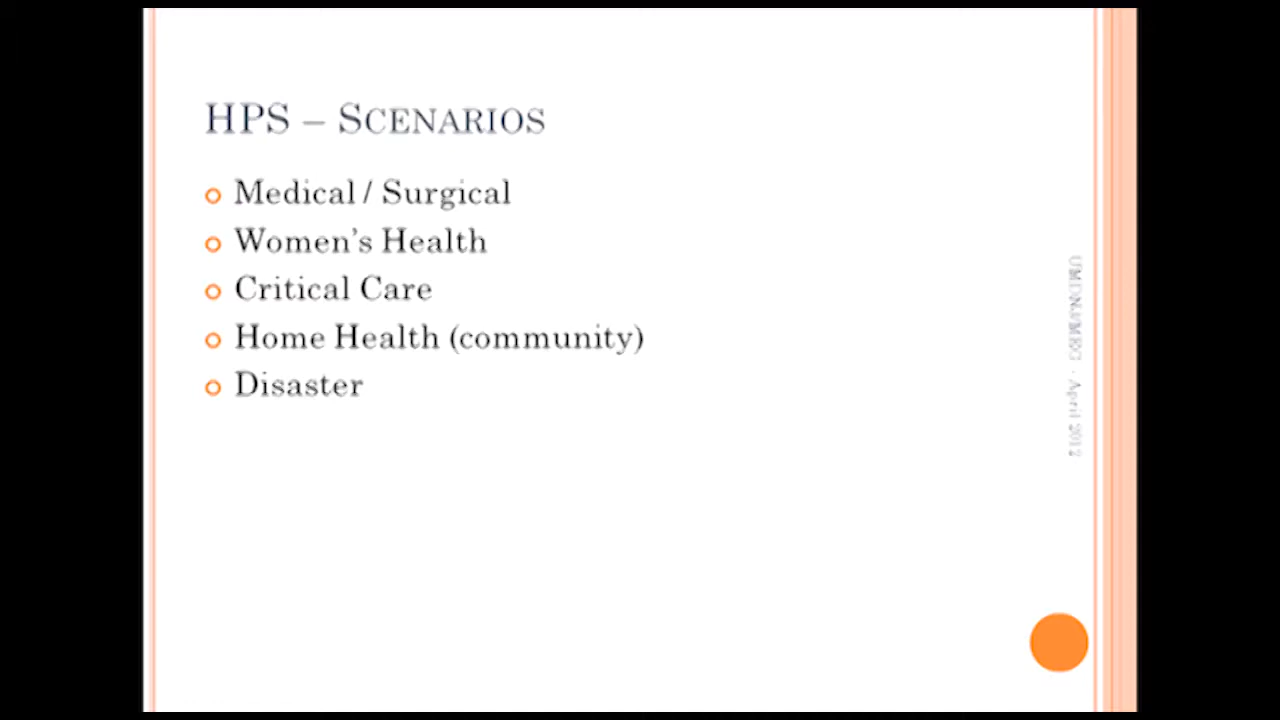 HPS – SCENARIOS
Medical / Surgical
Women's Health
Critical Care
Home Health (community)
Disaster
April 2012